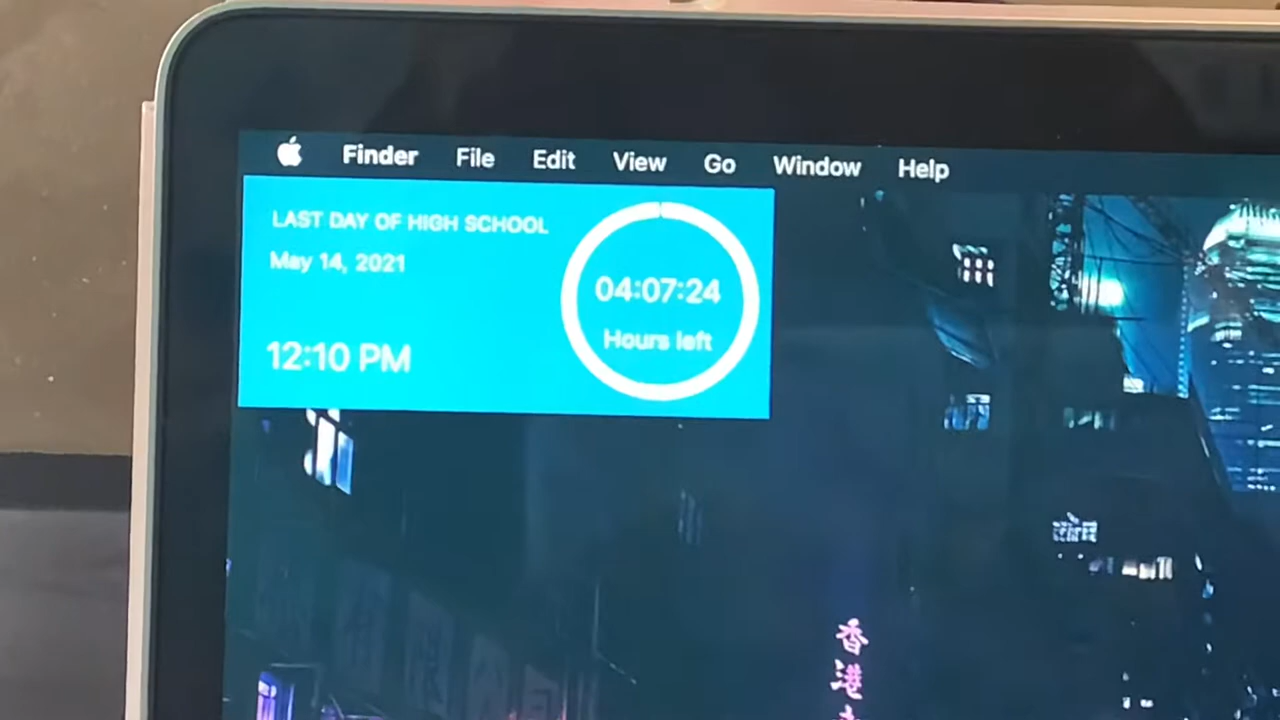 Finder File Edit View Go Window Help
LAST DAY OF HIGH SCHOOL
May 14, 2021
12:10 PM
04:07:24
Hours left
香
港